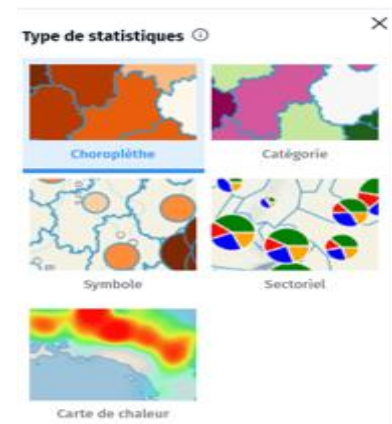 Type de statistiques
Choroplèthe
Catégorie
Symbole
Sectoriel
Carte de chaleur